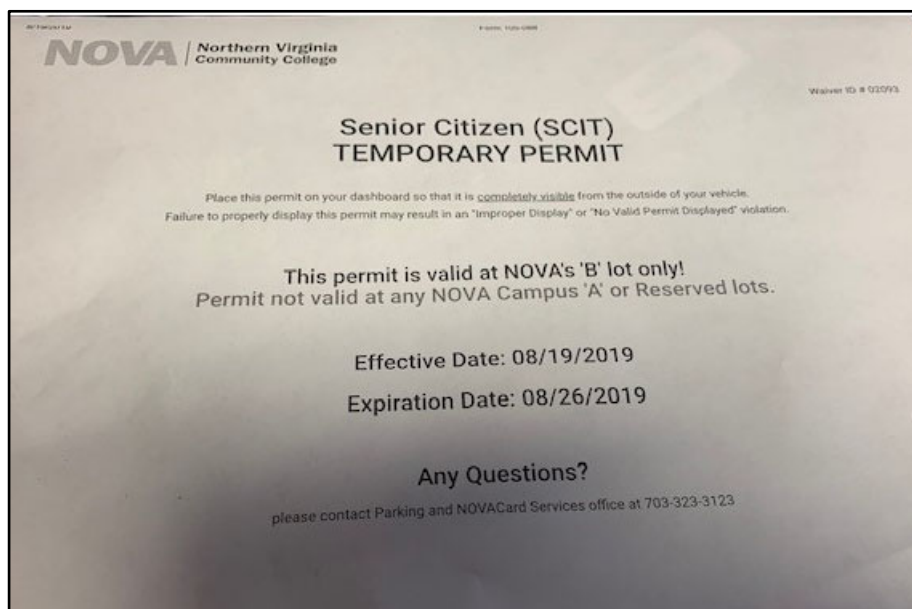 NOVA
Northern Virginia
Community College
Waiver ID # 02093
Senior Citizen (SCIT)
TEMPORARY PERMIT
Place this permit on your dashboard so that it is completely visible from the outside of your vehicle.
Failure to properly display this permit may result in an "Improper Display" or "No Valid Permit Displayed" violation.
This permit is valid at NOVA's 'B' lot only!
Permit not valid at any NOVA Campus 'A' or Reserved lots.
Effective Date: 08/19/2019
Expiration Date: 08/26/2019
Any Questions?
please contact Parking and NOVACard Services office at 703-323-3123